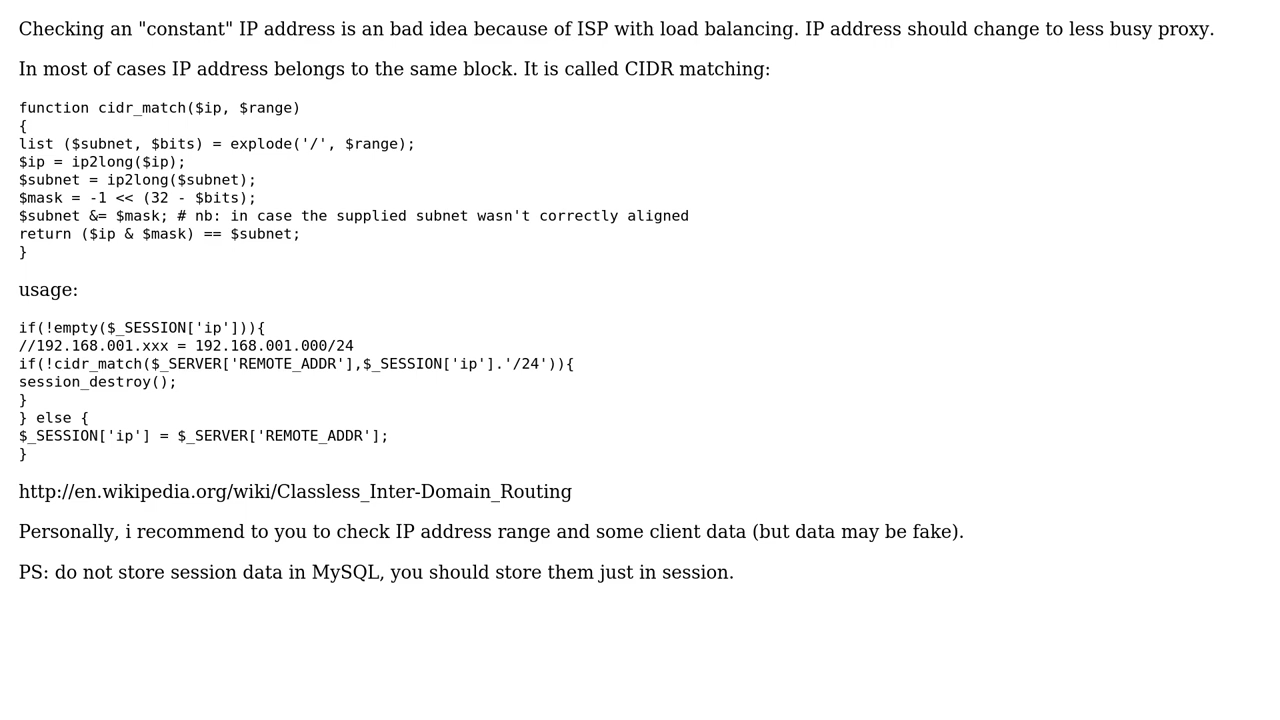 Checking an "constant" IP address is an bad idea because of ISP with load balancing. IP address should change to less busy proxy.
In most of cases IP address belongs to the same block. It is called CIDR matching:
function cidr_match($ip, $range)
{
list ($subnet, $bits) = explode('/', $range);
$ip = ip2long($ip);
$subnet = ip2long($subnet);
$mask = -1 << (32 - $bits);
$subnet &= $mask; # nb: in case the supplied subnet wasn't correctly aligned
return ($ip & $mask) == $subnet;
}
usage:
if(!empty($_SESSION['ip'])){
//192.168.001.xxx = 192.168.001.000/24
if(!cidr_match($_SERVER['REMOTE_ADDR'],$_SESSION['ip'].'/24')){
session_destroy();
}
} else {
$_SESSION['ip'] = $_SERVER['REMOTE_ADDR'];
}
http://en.wikipedia.org/wiki/Classless_Inter-Domain_Routing
Personally, i recommend to you to check IP address range and some client data (but data may be fake).
PS: do not store session data in MySQL, you should store them just in session.